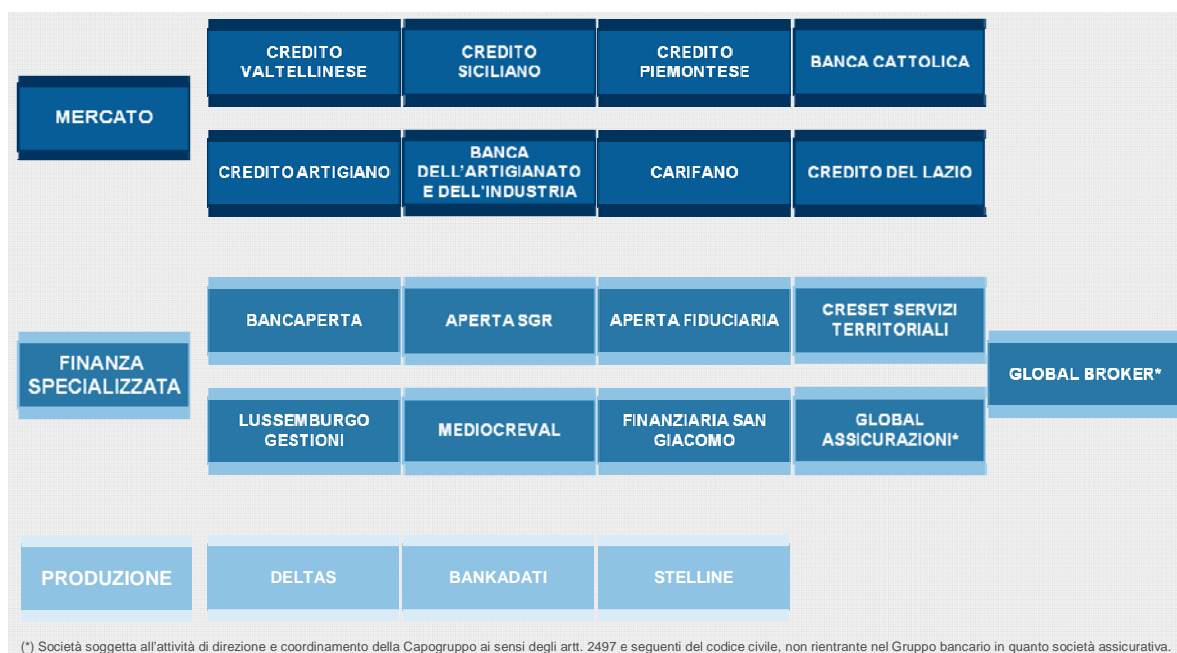 MERCATO
CREDITO
VALTELLINESE
CREDITO
SICILIANO
CREDITO
PIEMONTESE
BANCA CATTOLICA
CREDITO ARTIGIANO
BANCA
DELL'ARTIGIANATO
E DELL'INDUSTRIA
CARIFANO
CREDITO DEL LAZIO
FINANZA
SPECIALIZZATA
BANCAPERTA
APERTA SGR
APERTA FIDUCIARIA
CRESET SERVIZI
TERRITORIALI
LUSSEMBURGO
GESTIONI
MEDIOCREVAL
FINANZIARIA SAN
GIACOMO
GLOBAL
ASSICURAZIONI*
GLOBAL BROKER*
PRODUZIONE
DELTAS
BANKADATI
STELLINE
(*) Società soggetta all'attività di direzione e coordinamento della Capogruppo ai sensi degli artt. 2497 e seguenti del codice civile, non rientrante nel Gruppo bancario in quanto società assicurativa.